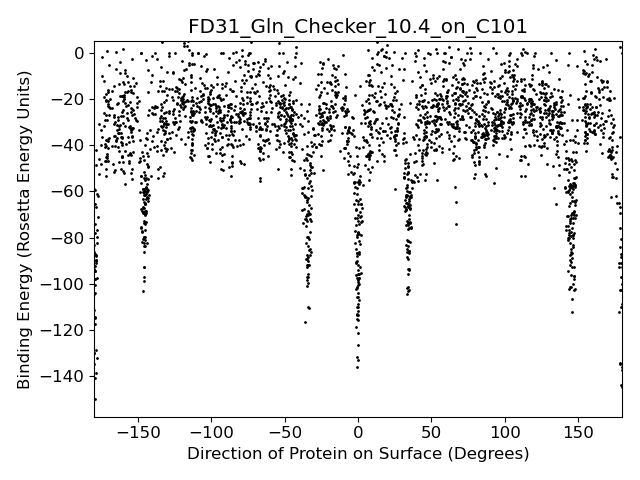 FD31_Gln_Checker_10.4_on_C101
0
−20
−40
−60
−80
−100
−120
−140
Binding Energy (Rosetta Energy Units)
−150 −100 −50 0 50 100 150
Direction of Protein on Surface (Degrees)